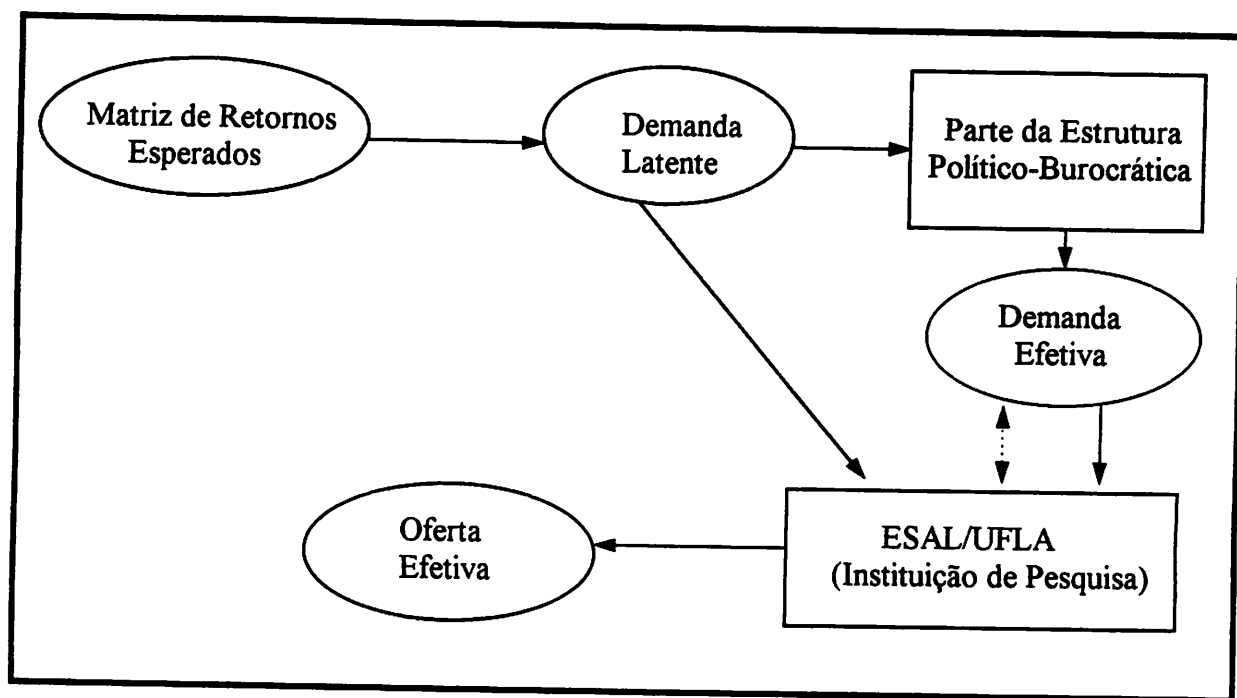 Matriz de Retornos
Esperados
Demanda
Latente
Parte da Estrutura
Político-Burocrática
Demanda
Efetiva
Oferta
Efetiva
ESAL/UFLA
(Instituição de Pesquisa)